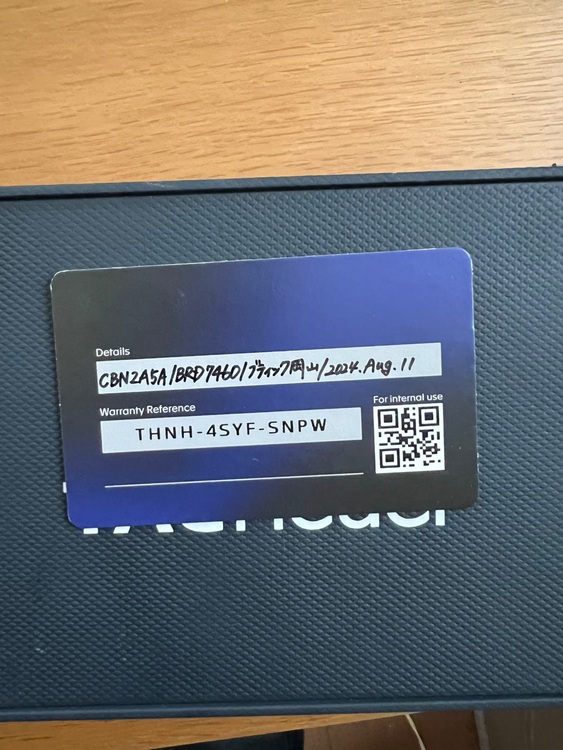 Details
CBN2A5A/BRD7460/ブティック岡山/2024.Aug.11
Warranty Reference
For internal use
THNH-4SYF-SNPW
TAGHeuer